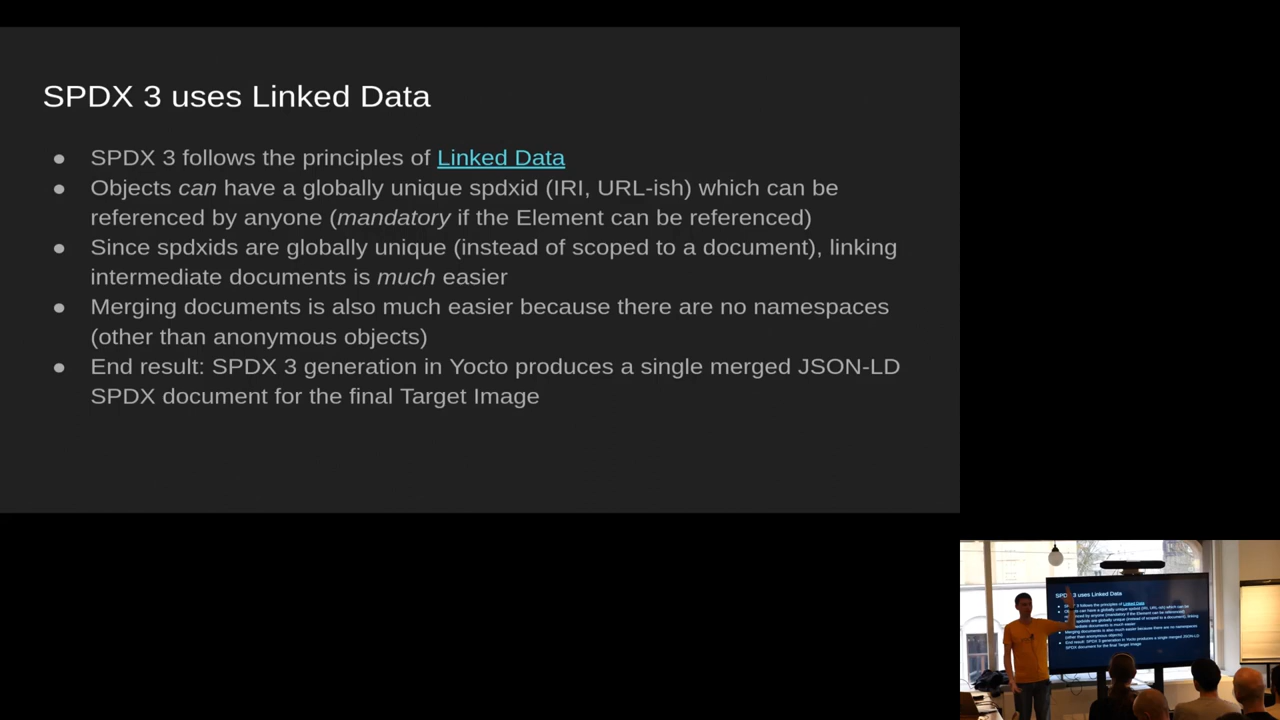 SPDX 3 uses Linked Data
● SPDX 3 follows the principles of Linked Data
● Objects can have a globally unique spdxid (IRI, URL-ish) which can be
referenced by anyone (mandatory if the Element can be referenced)
● Since spdxids are globally unique (instead of scoped to a document), linking
intermediate documents is much easier
● Merging documents is also much easier because there are no namespaces
(other than anonymous objects)
● End result: SPDX 3 generation in Yocto produces a single merged JSON-LD
SPDX document for the final Target Image